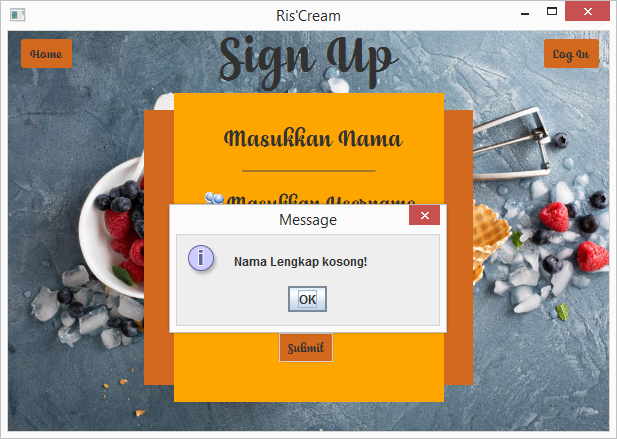 Ris'Cream
Home
Sign Up
Log In
Masukkan Nama
Masukkan Username
Message
Nama Lengkap kosong!
OK
Submit